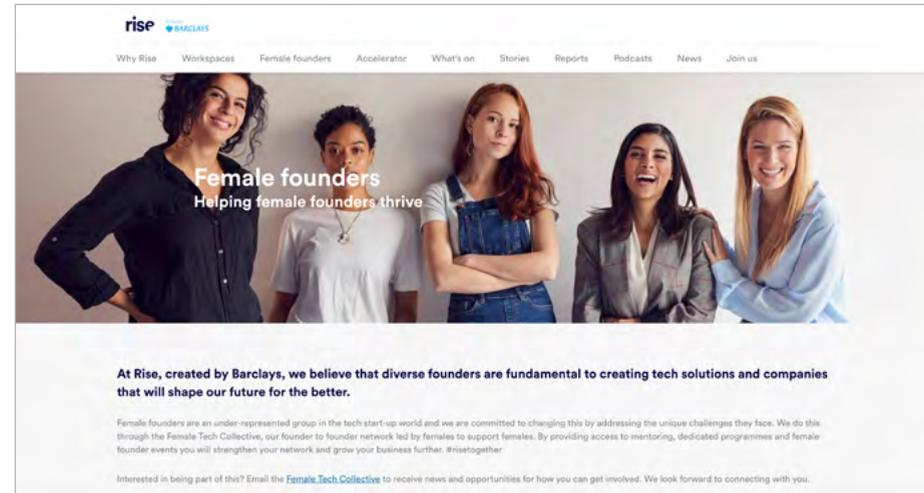 rise
BARCLAYS
Why Rise Workspaces Female founders Accelerator What's on Stories Reports Podcasts News Join us
Female founders
Helping female founders thrive
At Rise, created by Barclays, we believe that diverse founders are fundamental to creating tech solutions and companies
that will shape our future for the better.
Female founders are an under-represented group in the tech start-up world and we are committed to changing this by addressing the unique challenges they face. We do this
through the Female Tech Collective, our founder to founder network led by females to support females. By providing access to mentoring, dedicated programmes and female
founder events you will strengthen your network and grow your business further. #risetogether
Interested in being part of this? Email the Female Tech Collective to receive news and opportunities for how you can get involved. We look forward to connecting with you.